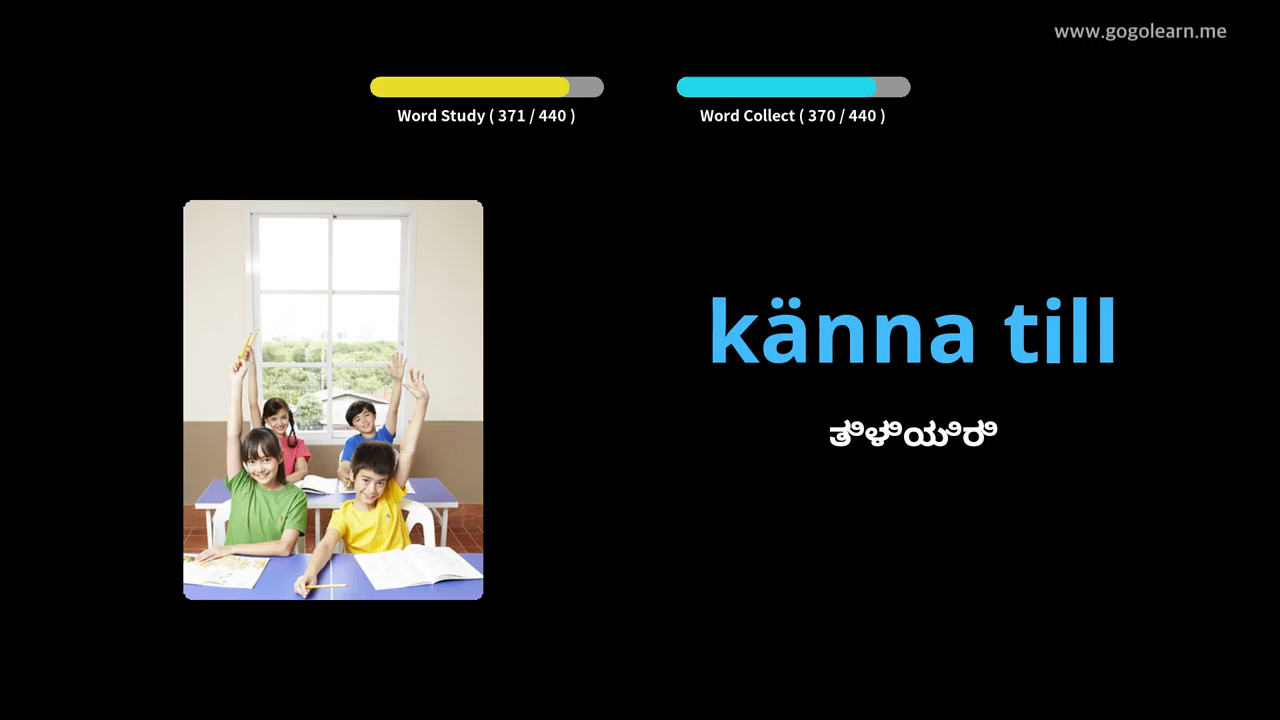 www.gogolearn.me
Word Study ( 371 / 440 )
Word Collect ( 370 / 440 )
känna till
ತಿಳಿಯಿರಿ